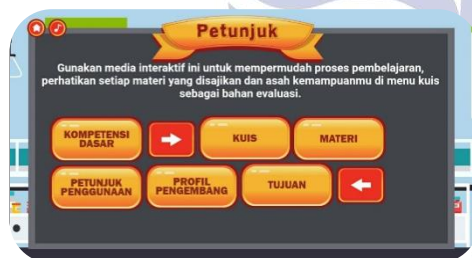 Petunjuk
Gunakan media interaktif ini untuk mempermudah proses pembelajaran,
perhatikan setiap materi yang disajikan dan asah kemampuanmu di menu kuis
sebagai bahan evaluasi.
KOMPETENSI
DASAR
KUIS
MATERI
PETUNJUK
PENGGUNAAN
PROFIL
PENGEMBANG
TUJUAN